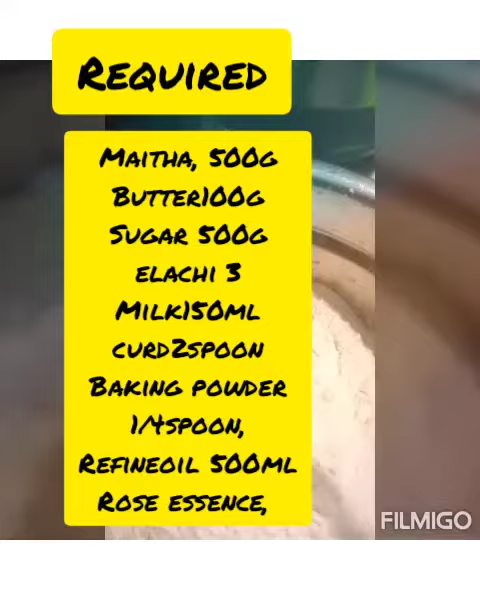 Required
Maitha, 500g
Butter100g
Sugar 500g
elachi 3
Milk150ml
curd2spoon
Baking powder
1/4spoon,
Refineoil 500ml
Rose essence,
FILMIGO